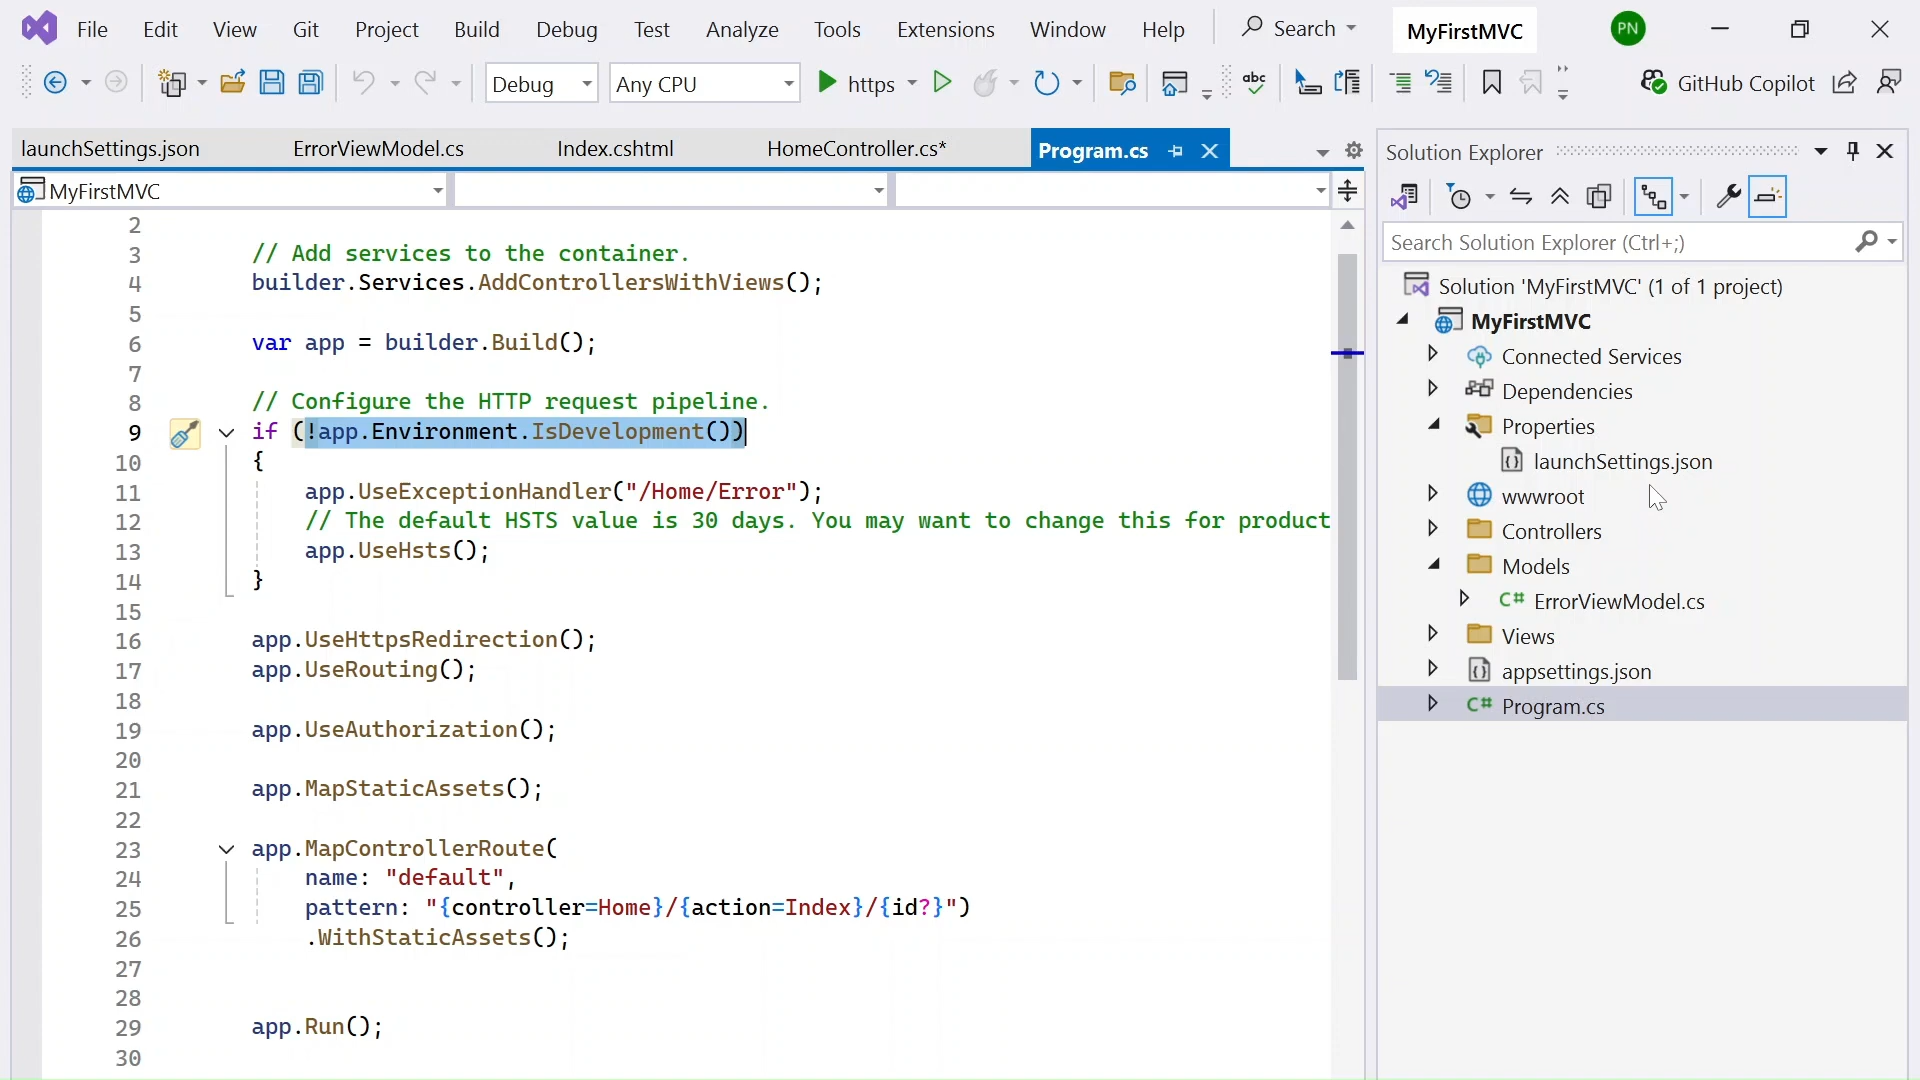 File Edit View Git Project Build Debug Test Analyze Tools Extensions Window Help Search MyFirstMVC PN
Debug Any CPU https abc GitHub Copilot
launchSettings.json ErrorViewModel.cs Index.cshtml HomeController.cs* Program.cs
MyFirstMVC
2
3 // Add services to the container.
4 builder.Services.AddControllersWithViews();
5
6 var app = builder.Build();
7
8 // Configure the HTTP request pipeline.
9 if (!app.Environment.IsDevelopment())
10 {
11 app.UseExceptionHandler("/Home/Error");
12 // The default HSTS value is 30 days. You may want to change this for product
13 app.UseHsts();
14 }
15
16 app.UseHttpsRedirection();
17 app.UseRouting();
18
19 app.UseAuthorization();
20
21 app.MapStaticAssets();
22
23 app.MapControllerRoute(
24 name: "default",
25 pattern: "{controller=Home}/{action=Index}/{id?}")
26 .WithStaticAssets();
27
28
29 app.Run();
30
Solution Explorer
Search Solution Explorer (Ctrl+;)
Solution 'MyFirstMVC' (1 of 1 project)
MyFirstMVC
Connected Services
Dependencies
Properties
launchSettings.json
wwwroot
Controllers
Models
C# ErrorViewModel.cs
Views
appsettings.json
C# Program.cs